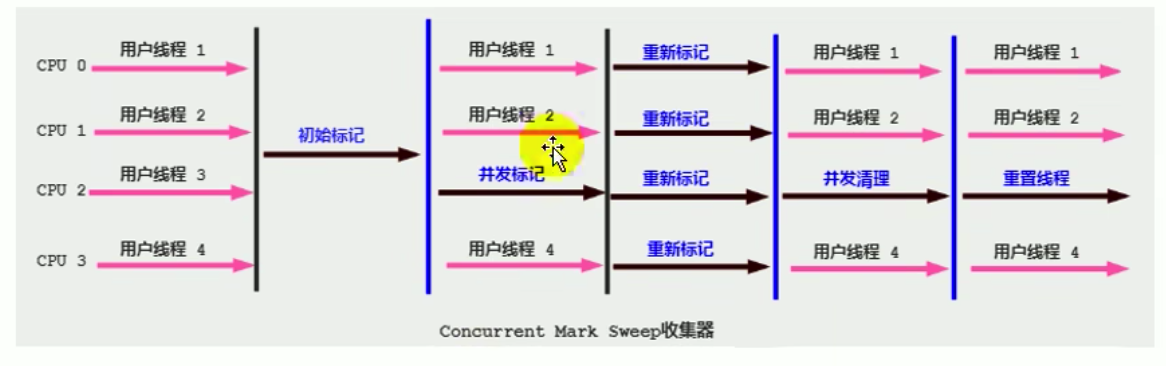 用户线程 1 用户线程 1 重新标记 用户线程 1 用户线程 1
CPU 0
用户线程 2 用户线程 2 重新标记 用户线程 2 用户线程 2
CPU 1 初始标记
用户线程 3 并发标记 重新标记 并发清理 重置线程
CPU 2
用户线程 4 用户线程 4 重新标记 用户线程 4 用户线程 4
CPU 3
Concurrent Mark Sweep收集器